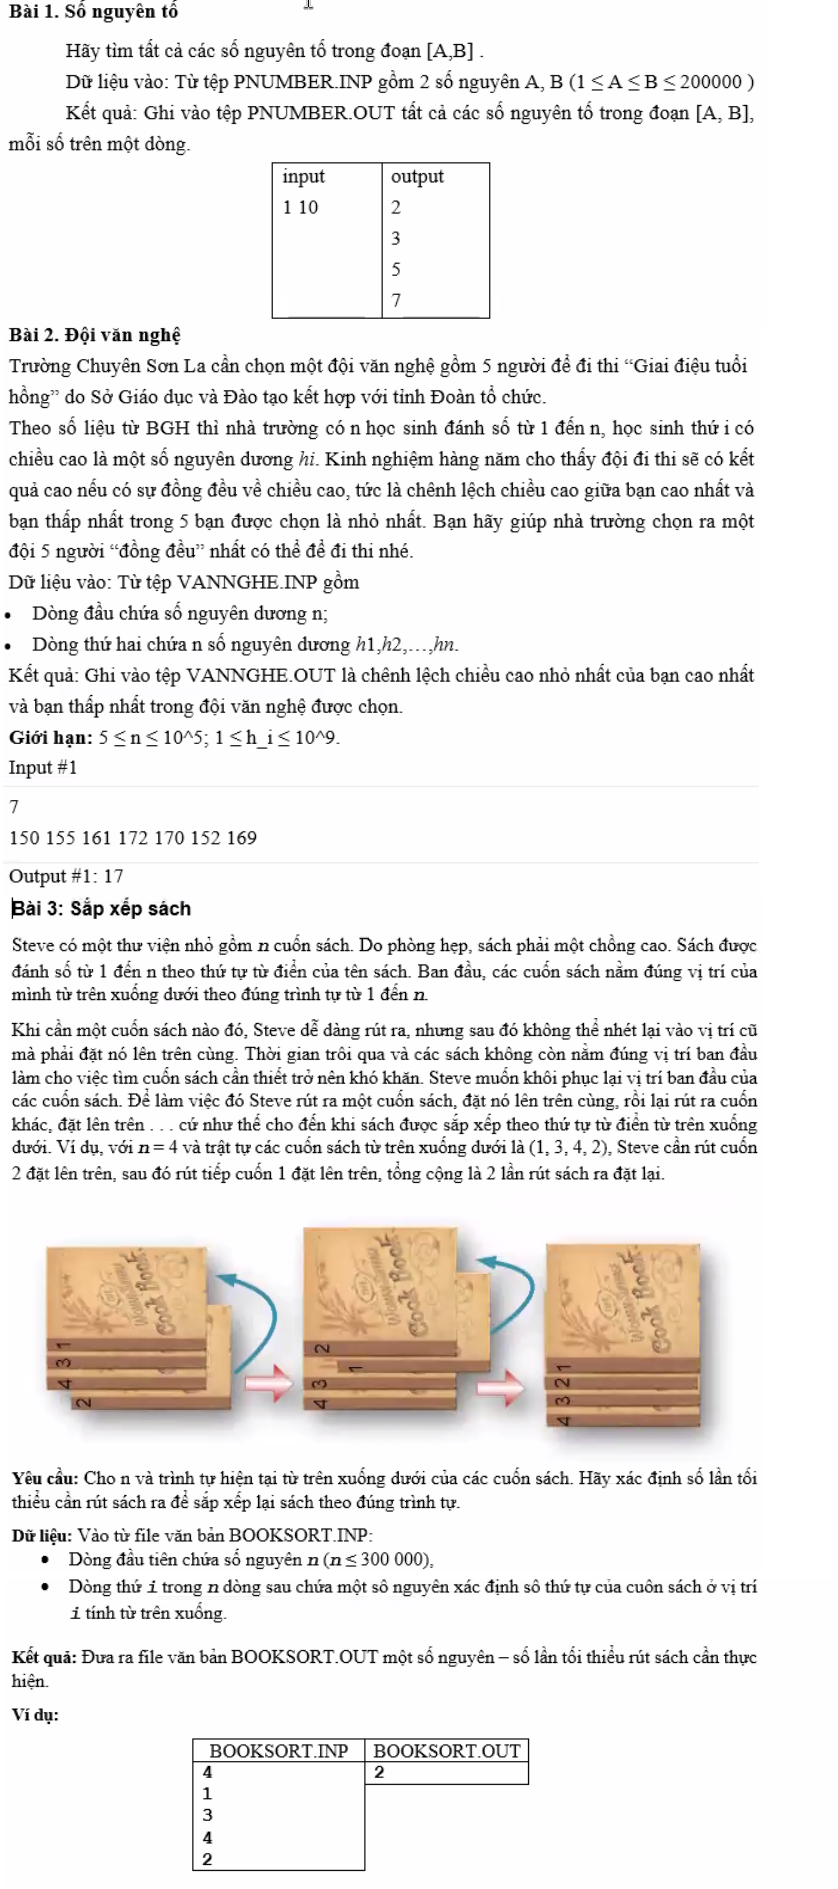 Bài 1. Số nguyên tố
Hãy tìm tất cả các số nguyên tố trong đoạn [A,B] .
Dữ liệu vào: Từ tệp PNUMBER.INP gồm 2 số nguyên A, B (1 ≤ A ≤ B ≤ 200000 )
Kết quả: Ghi vào tệp PNUMBER.OUT tất cả các số nguyên tố trong đoạn [A, B],
mỗi số trên một dòng.
input output
1 10 2
3
5
7
Bài 2. Đội văn nghệ
Trường Chuyên Sơn La cần chọn một đội văn nghệ gồm 5 người để đi thi “Giai điệu tuổi
hồng” do Sở Giáo dục và Đào tạo kết hợp với tỉnh Đoàn tổ chức.
Theo số liệu từ BGH thì nhà trường có n học sinh đánh số từ 1 đến n, học sinh thứ i có
chiều cao là một số nguyên dương hi. Kinh nghiệm hàng năm cho thấy đội đi thi sẽ có kết
quả cao nếu có sự đồng đều về chiều cao, tức là chênh lệch chiều cao giữa bạn cao nhất và
bạn thấp nhất trong 5 bạn được chọn là nhỏ nhất. Bạn hãy giúp nhà trường chọn ra một
đội 5 người “đồng đều” nhất có thể để đi thi nhé.
Dữ liệu vào: Từ tệp VANNGHE.INP gồm
• Dòng đầu chứa số nguyên dương n;
• Dòng thứ hai chứa n số nguyên dương h1,h2,…,hn.
Kết quả: Ghi vào tệp VANNGHE.OUT là chênh lệch chiều cao nhỏ nhất của bạn cao nhất
và bạn thấp nhất trong đội văn nghệ được chọn.
Giới hạn: 5 ≤ n ≤ 10^5; 1 ≤ h_i ≤ 10^9.
Input #1
7
150 155 161 172 170 152 169
Output #1: 17
Bài 3: Sắp xếp sách
Steve có một thư viện nhỏ gồm n cuốn sách. Do phòng hẹp, sách phải một chồng cao. Sách được
đánh số từ 1 đến n theo thứ tự từ điển của tên sách. Ban đầu, các cuốn sách nằm đúng vị trí của
mình từ trên xuống dưới theo đúng trình tự từ 1 đến n.
Khi cần một cuốn sách nào đó, Steve dễ dàng rút ra, nhưng sau đó không thể nhét lại vào vị trí cũ
mà phải đặt nó lên trên cùng. Thời gian trôi qua và các sách không còn nằm đúng vị trí ban đầu
làm cho việc tìm cuốn sách cần thiết trở nên khó khăn. Steve muốn khôi phục lại vị trí ban đầu của
các cuốn sách. Để làm việc đó Steve rút ra một cuốn sách, đặt nó lên trên cùng, rồi lại rút ra cuốn
khác, đặt lên trên . . . cứ như thế cho đến khi sách được sắp xếp theo thứ tự từ điển từ trên xuống
dưới. Ví dụ, với n = 4 và trật tự các cuốn sách từ trên xuống dưới là (1, 3, 4, 2), Steve cần rút cuốn
2 đặt lên trên, sau đó rút tiếp cuốn 1 đặt lên trên, tổng cộng là 2 lần rút sách ra đặt lại.
Cook Book
1
3
4
2
Cook Book
2
1
3
4
Cook Book
1
2
3
4
Yêu cầu: Cho n và trình tự hiện tại từ trên xuống dưới của các cuốn sách. Hãy xác định số lần tối
thiểu cần rút sách ra để sắp xếp lại sách theo đúng trình tự.
Dữ liệu: Vào từ file văn bản BOOKSORT.INP:
• Dòng đầu tiên chứa số nguyên n (n ≤ 300 000),
• Dòng thứ i trong n dòng sau chứa một số nguyên xác định số thứ tự của cuốn sách ở vị trí
i tính từ trên xuống.
Kết quả: Đưa ra file văn bản BOOKSORT.OUT một số nguyên – số lần tối thiểu rút sách cần thực
hiện.
Ví dụ:
BOOKSORT.INP BOOKSORT.OUT
4 2
1
3
4
2